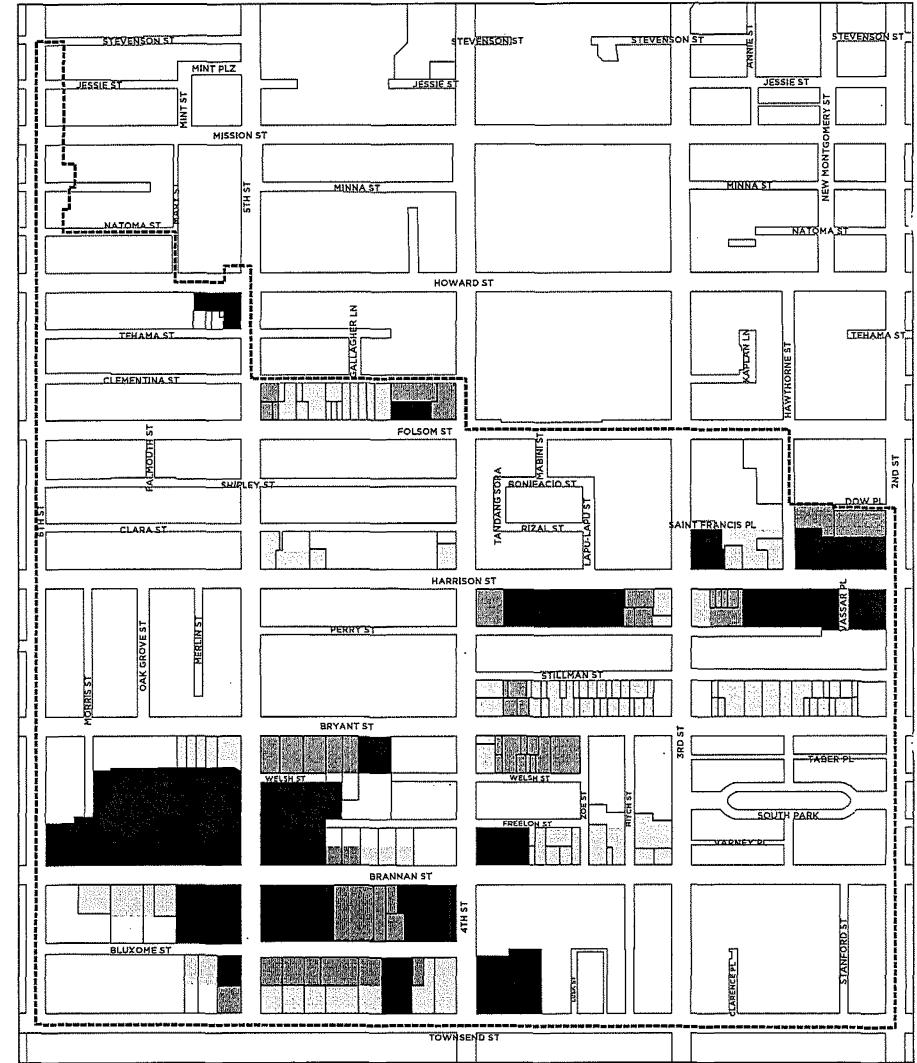 STEVENSON ST
STEVENSON ST
STEVENSON ST
STEVENSON ST
ANNIE ST
MINT PLZ
JESSIE ST
JESSIE ST
JESSIE ST
MINT ST
NEW MONTGOMERY ST
MISSION ST
MINNA ST
MINNA ST
MARY ST
5TH ST
NATOMA ST
NATOMA ST
HOWARD ST
GALLAGHER LN
TEHAMA ST
TEHAMA ST
KAPLAN LN
HAWTHORNE ST
CLEMENTINA ST
FOLSOM ST
FALMOUTH ST
MABINI ST
2ND ST
SHIPLEY ST
TANDANG SORA
BONIFACIO ST
LAPU-LAPU ST
DOW PL
6TH ST
CLARA ST
RIZAL ST
SAINT FRANCIS PL
HARRISON ST
VASSAR PL
PERRY ST
MERLIN ST
OAK GROVE ST
MORRIS ST
STILLMAN ST
BRYANT ST
3RD ST
TABER PL
WELSH ST
WELSH ST
ZOE ST
RITCH ST
SOUTH PARK
FREELON ST
VARNEY PL
BRANNAN ST
4TH ST
BLUXOME ST
STANFORD ST
CLARENCE PL
LUSK ST
TOWNSEND ST